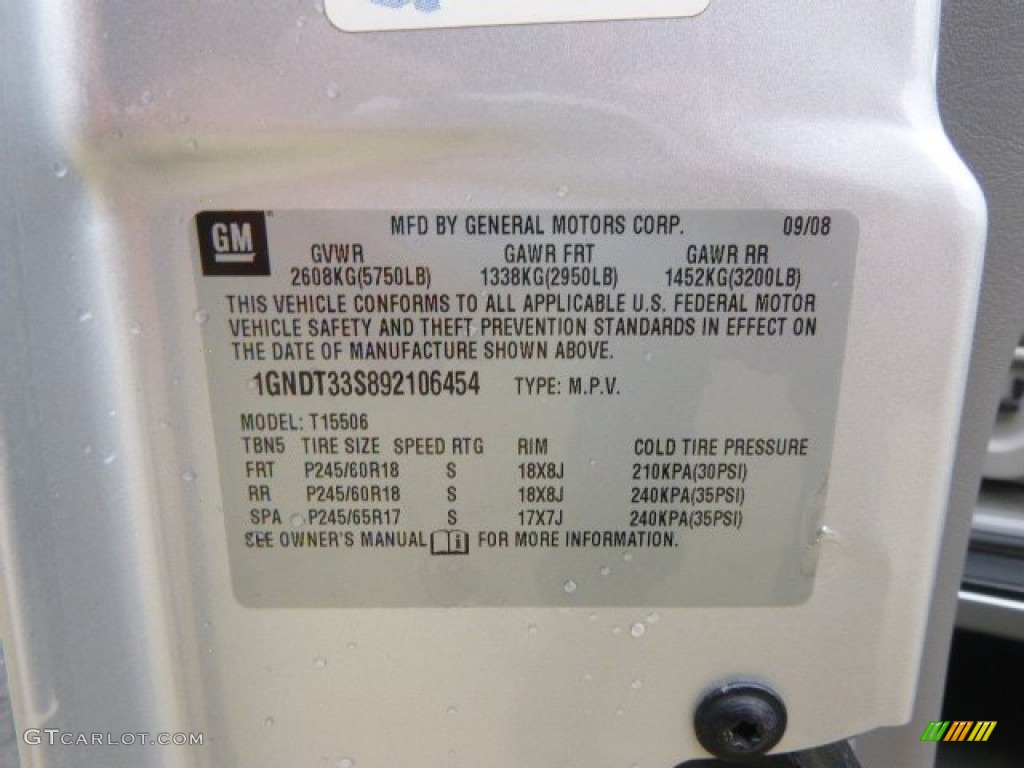 GM MFD BY GENERAL MOTORS CORP. 09/08
GVWR GAWR FRT GAWR RR
2608KG(5750LB) 1338KG(2950LB) 1452KG(3200LB)
THIS VEHICLE CONFORMS TO ALL APPLICABLE U.S. FEDERAL MOTOR
VEHICLE SAFETY AND THEFT PREVENTION STANDARDS IN EFFECT ON
THE DATE OF MANUFACTURE SHOWN ABOVE.
1GNDT33S892106454 TYPE: M.P.V.
MODEL: T15506
TBN5 TIRE SIZE SPEED RTG RIM COLD TIRE PRESSURE
FRT P245/60R18 S 18X8J 210KPA(30PSI)
RR P245/60R18 S 18X8J 240KPA(35PSI)
SPA P245/65R17 S 17X7J 240KPA(35PSI)
SEE OWNER'S MANUAL i FOR MORE INFORMATION.
GTCARLOT.COM